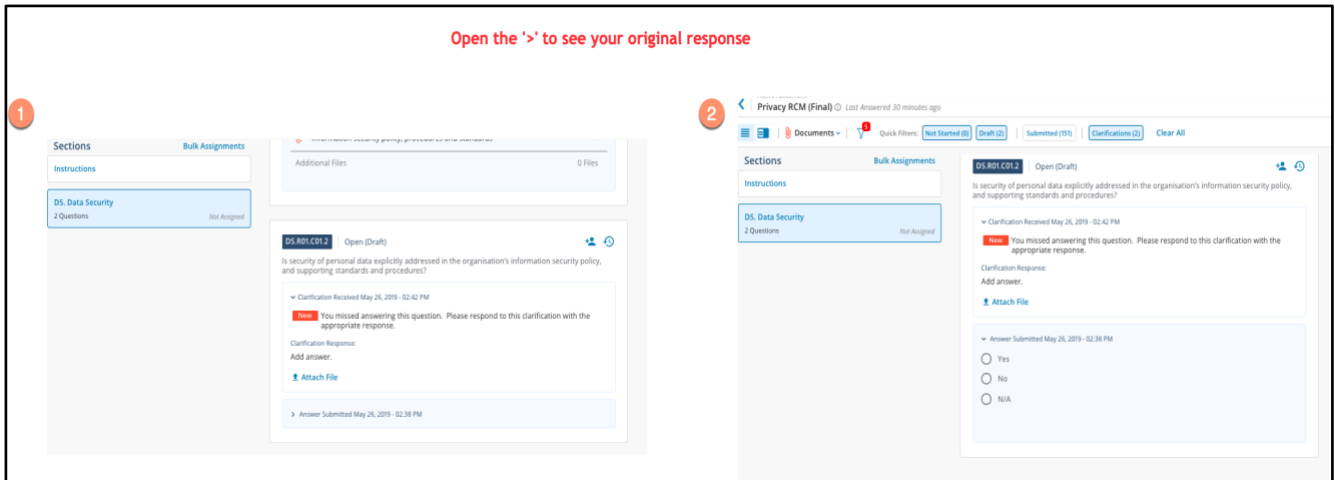 Open the '>' to see your original response
1
Sections
Bulk Assignments
Instructions
DS. Data Security
2 Questions
Not Assigned
Information security policy, procedures and standards
Additional Files
0 Files
DS.R01.C01.2
Open (Draft)
Is security of personal data explicitly addressed in the organisation's information security policy,
and supporting standards and procedures?
Clarification Received May 26, 2019 - 02:42 PM
New You missed answering this question. Please respond to this clarification with the
appropriate response.
Clarification Response:
Add answer.
Attach File
> Answer Submitted May 26, 2019 - 02:38 PM
2
Privacy RCM (Final) Last Answered 30 minutes ago
Documents
5
Quick Filters: Not Started (0) Draft (2) Submitted (151) Clarifications (2) Clear All
Sections
Bulk Assignments
Instructions
DS. Data Security
2 Questions
Not Assigned
DS.R01.C01.2
Open (Draft)
Is security of personal data explicitly addressed in the organisation's information security policy,
and supporting standards and procedures?
Clarification Received May 26, 2019 - 02:42 PM
New You missed answering this question. Please respond to this clarification with the
appropriate response.
Clarification Response:
Add answer.
Attach File
Answer Submitted May 26, 2019 - 02:38 PM
Yes
No
N/A